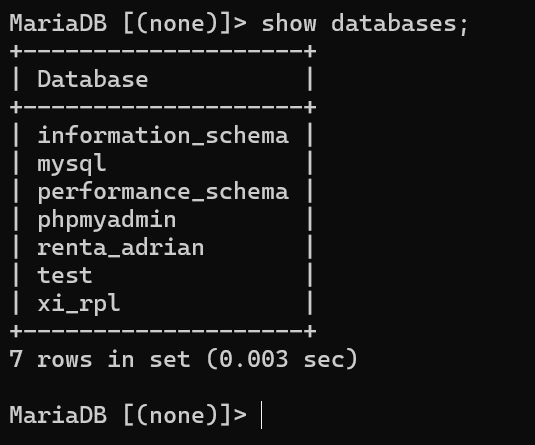 MariaDB [(none)]> show databases;
+--------------------+
| Database           |
+--------------------+
| information_schema |
| mysql              |
| performance_schema |
| phpmyadmin         |
| renta_adrian       |
| test               |
| xi_rpl             |
+--------------------+
7 rows in set (0.003 sec)
MariaDB [(none)]>